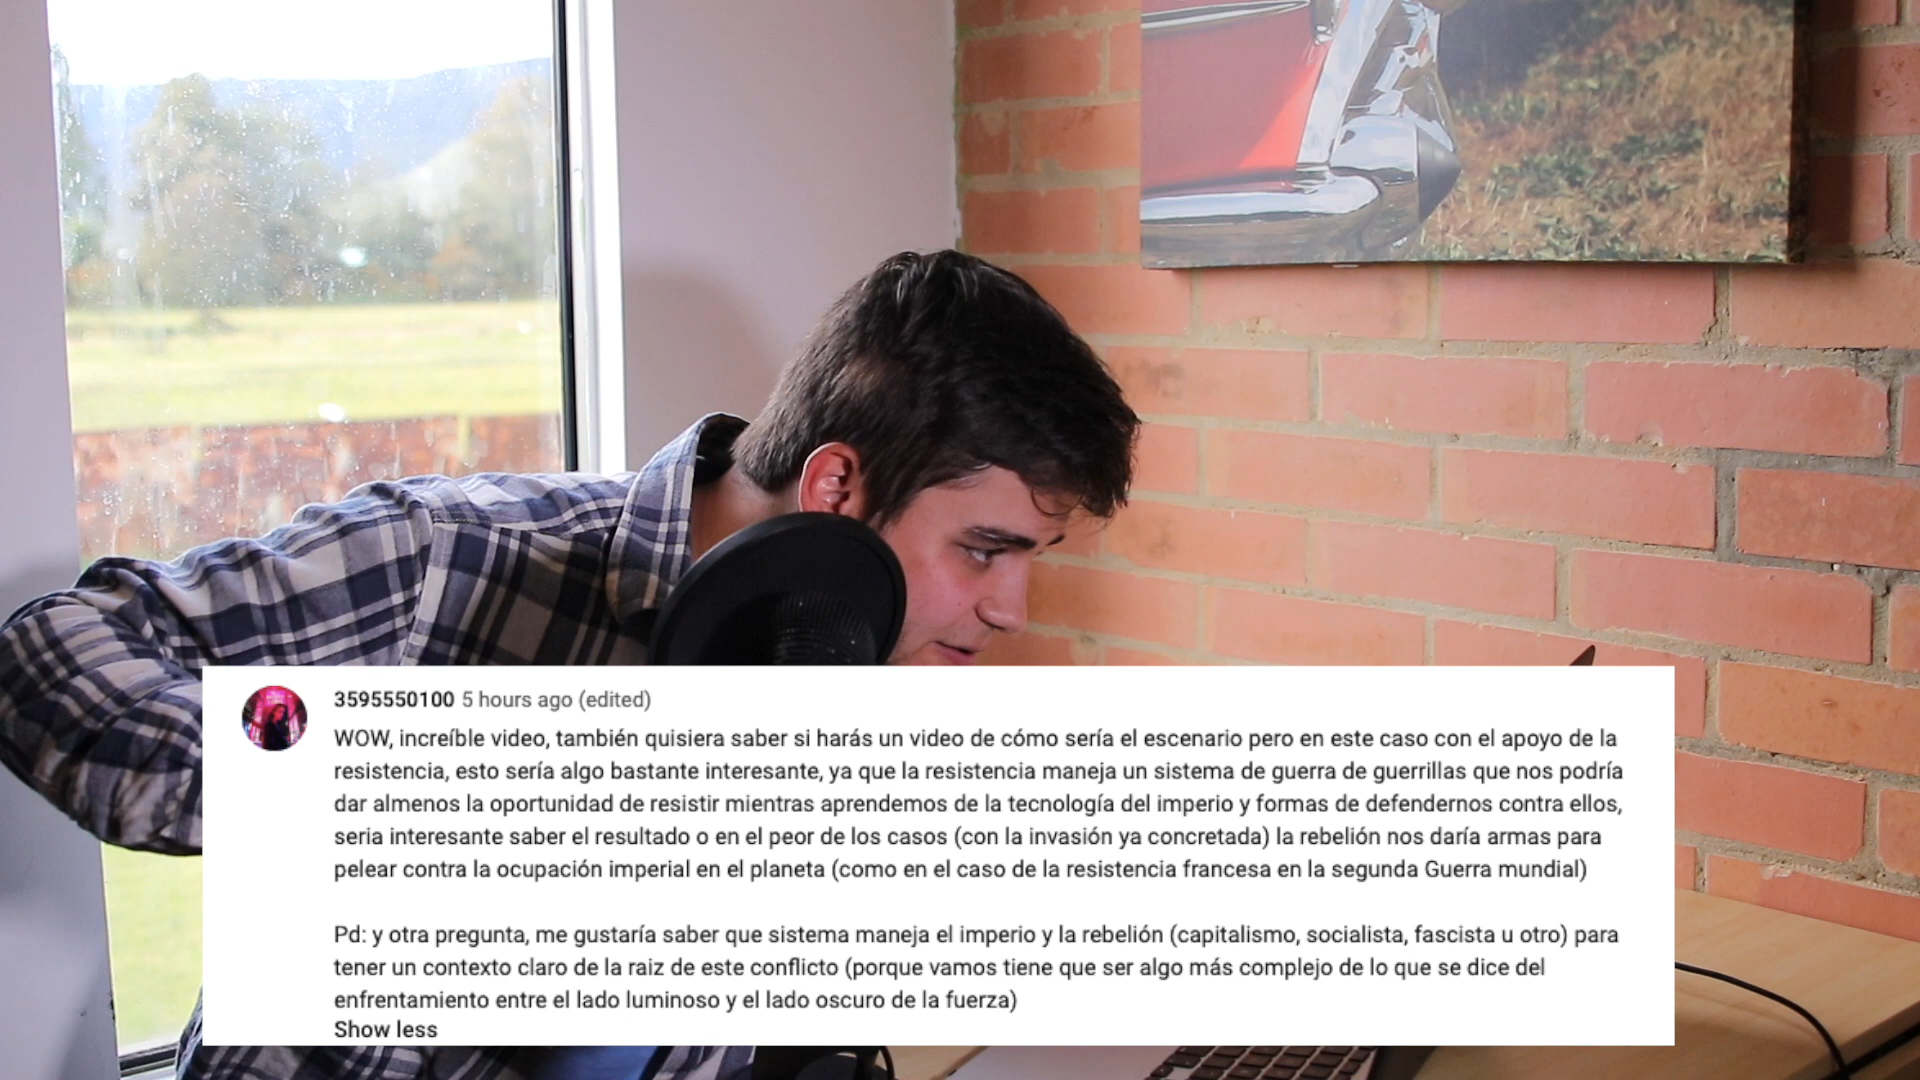 3595550100 5 hours ago (edited)
WOW, increíble video, también quisiera saber si harás un video de cómo sería el escenario pero en este caso con el apoyo de la
resistencia, esto sería algo bastante interesante, ya que la resistencia maneja un sistema de guerra de guerrillas que nos podría
dar almenos la oportunidad de resistir mientras aprendemos de la tecnología del imperio y formas de defendernos contra ellos,
seria interesante saber el resultado o en el peor de los casos (con la invasión ya concretada) la rebelión nos daría armas para
pelear contra la ocupación imperial en el planeta (como en el caso de la resistencia francesa en la segunda Guerra mundial)
Pd: y otra pregunta, me gustaría saber que sistema maneja el imperio y la rebelión (capitalismo, socialista, fascista u otro) para
tener un contexto claro de la raiz de este conflicto (porque vamos tiene que ser algo más complejo de lo que se dice del
enfrentamiento entre el lado luminoso y el lado oscuro de la fuerza)
Show less